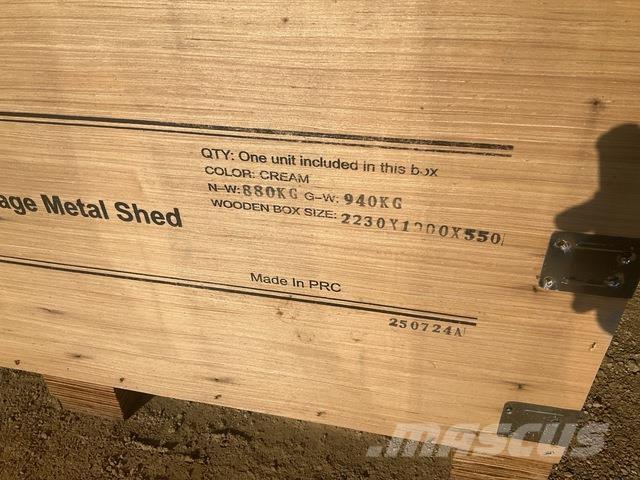 QTY: One unit included in this box
COLOR: CREAM
N-W:880KG G-W: 940KG
WOODEN BOX SIZE: 2230X1200X550
age Metal Shed
Made In PRC
250724A
MASCUS